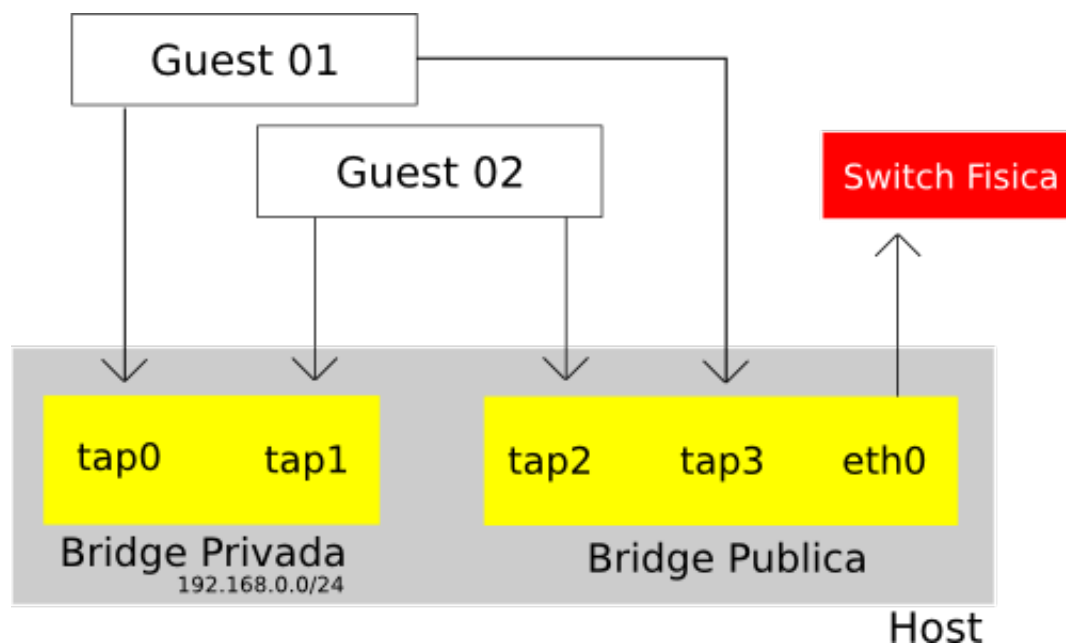 Guest 01
Guest 02
Switch Fisica
tap0
tap1
tap2
tap3
eth0
Bridge Privada
192.168.0.0/24
Bridge Publica
Host